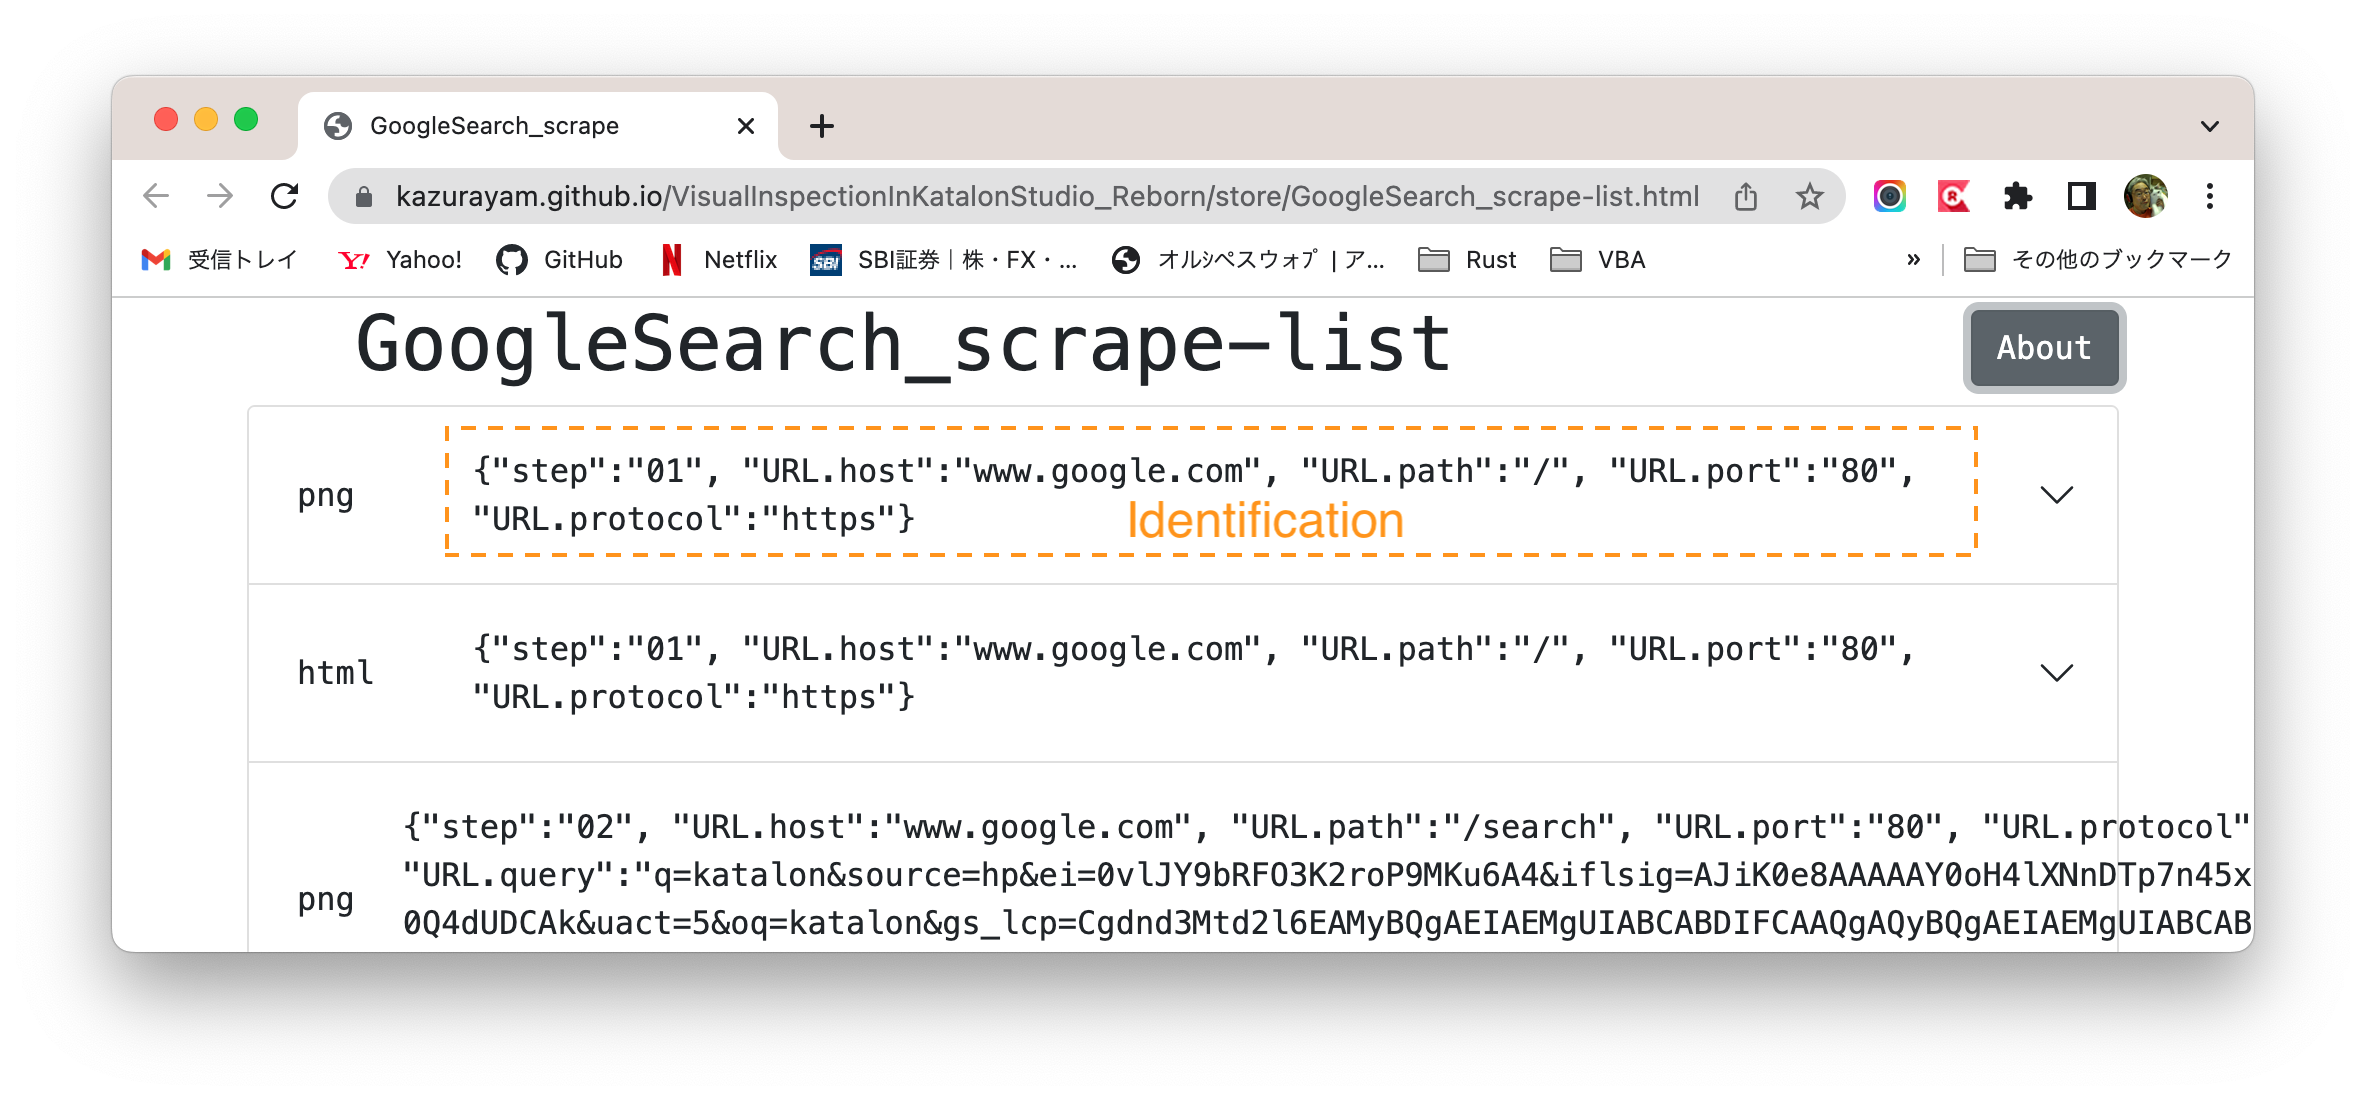 GoogleSearch_scrape
kazurayam.github.io/VisualInspectionInKatalonStudio_Reborn/store/GoogleSearch_scrape-list.html
受信トレイ Yahoo! GitHub Netflix SBI SBI証券｜株・FX・... オルシペスウォブ | ア... Rust VBA » その他のブックマーク
GoogleSearch_scrape-list
About
png
{"step":"01", "URL.host":"www.google.com", "URL.path":"/", "URL.port":"80",
"URL.protocol":"https"}
Identification
html
{"step":"01", "URL.host":"www.google.com", "URL.path":"/", "URL.port":"80",
"URL.protocol":"https"}
png
{"step":"02", "URL.host":"www.google.com", "URL.path":"/search", "URL.port":"80", "URL.protocol"
"URL.query":"q=katalon&source=hp&ei=0vlJY9bRFO3K2roP9MKu6A4&iflsig=AJiK0e8AAAAAY0oH4lXNnDTp7n45x
0Q4dUDCAk&uact=5&oq=katalon&gs_lcp=Cgdnd3Mtd2l6EAMyBQgAEIAEMgUIABCABDIFCAAQgAQyBQgAEIAEMgUIABCAB